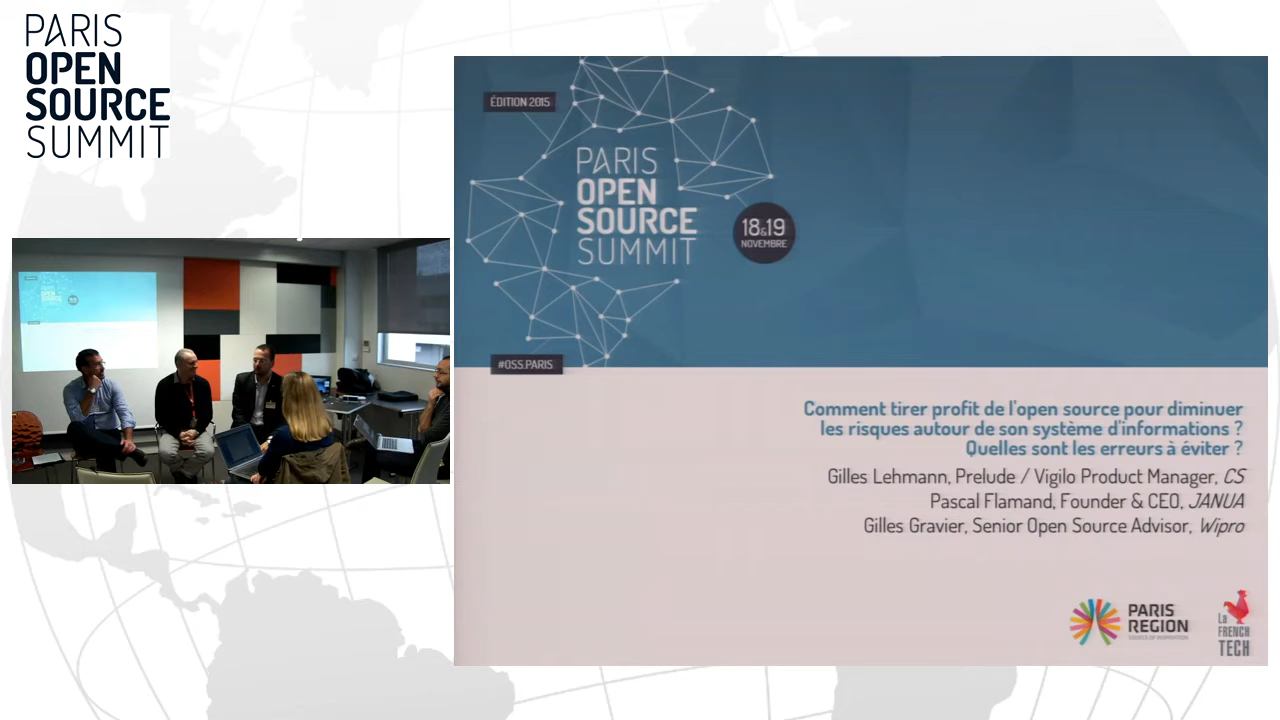 PARIS
OPEN
SOURCE
SUMMIT
ÉDITION 2015
PARIS
OPEN
SOURCE
SUMMIT
18&19
NOVEMBRE
#OSS.PARIS
Comment tirer profit de l'open source pour diminuer
les risques autour de son système d'informations ?
Quelles sont les erreurs à éviter ?
Gilles Lehmann, Prelude / Vigilo Product Manager, CS
Pascal Flamand, Founder & CEO, JANUA
Gilles Gravier, Senior Open Source Advisor, Wipro
PARIS
REGION
La
FRENCH
TECH